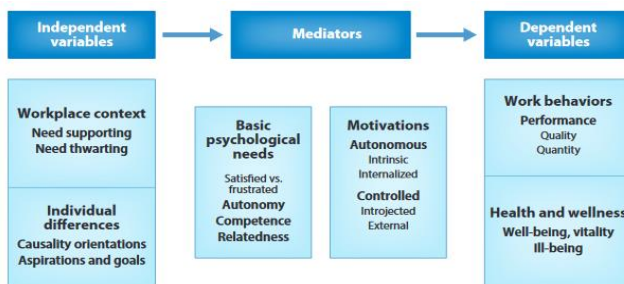 Independent
variables
Mediators
Dependent
variables
Workplace context
Need supporting
Need thwarting
Individual
differences
Causality orientations
Aspirations and goals
Basic
psychological
needs
Satisfied vs.
frustrated
Autonomy
Competence
Relatedness
Motivations
Autonomous
Intrinsic
Internalized
Controlled
Introjected
External
Work behaviors
Performance
Quality
Quantity
Health and wellness
Well-being, vitality
Ill-being